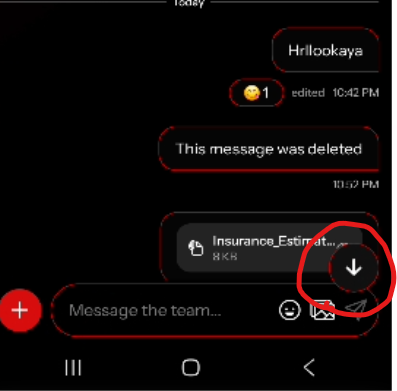 Today
Hrllookaya
😋1 edited 10:42 PM
This message was deleted
10:52 PM
Insurance_Estimat...
8 KB
Message the team...